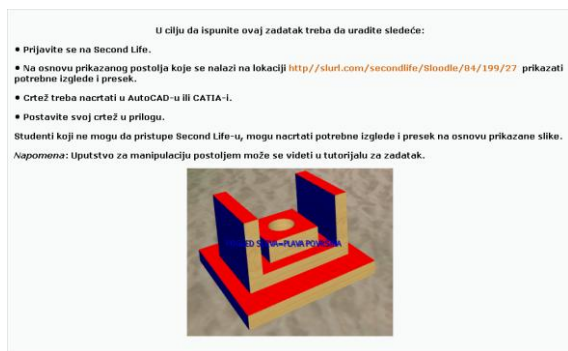 U cilju da ispunite ovaj zadatak treba da uradite sledeće:
• Prijavite se na Second Life.
• Na osnovu prikazanog postolja koje se nalazi na lokaciji http//slurl.com/secondlife/Sloodle/84/199/27 prikazati
potrebne izglede i presek.
• Crtež treba nacrtati u AutoCAD-u ili CATIA-i.
• Postavite svoj crtež u prilogu.
Studenti koji ne mogu da pristupe Second Life-u, mogu nacrtati potrebne izglede i presek na osnovu prikazane slike.
Napomena: Uputstvo za manipulaciju postoljem može se videti u tutorijalu za zadatak.
PLAVA